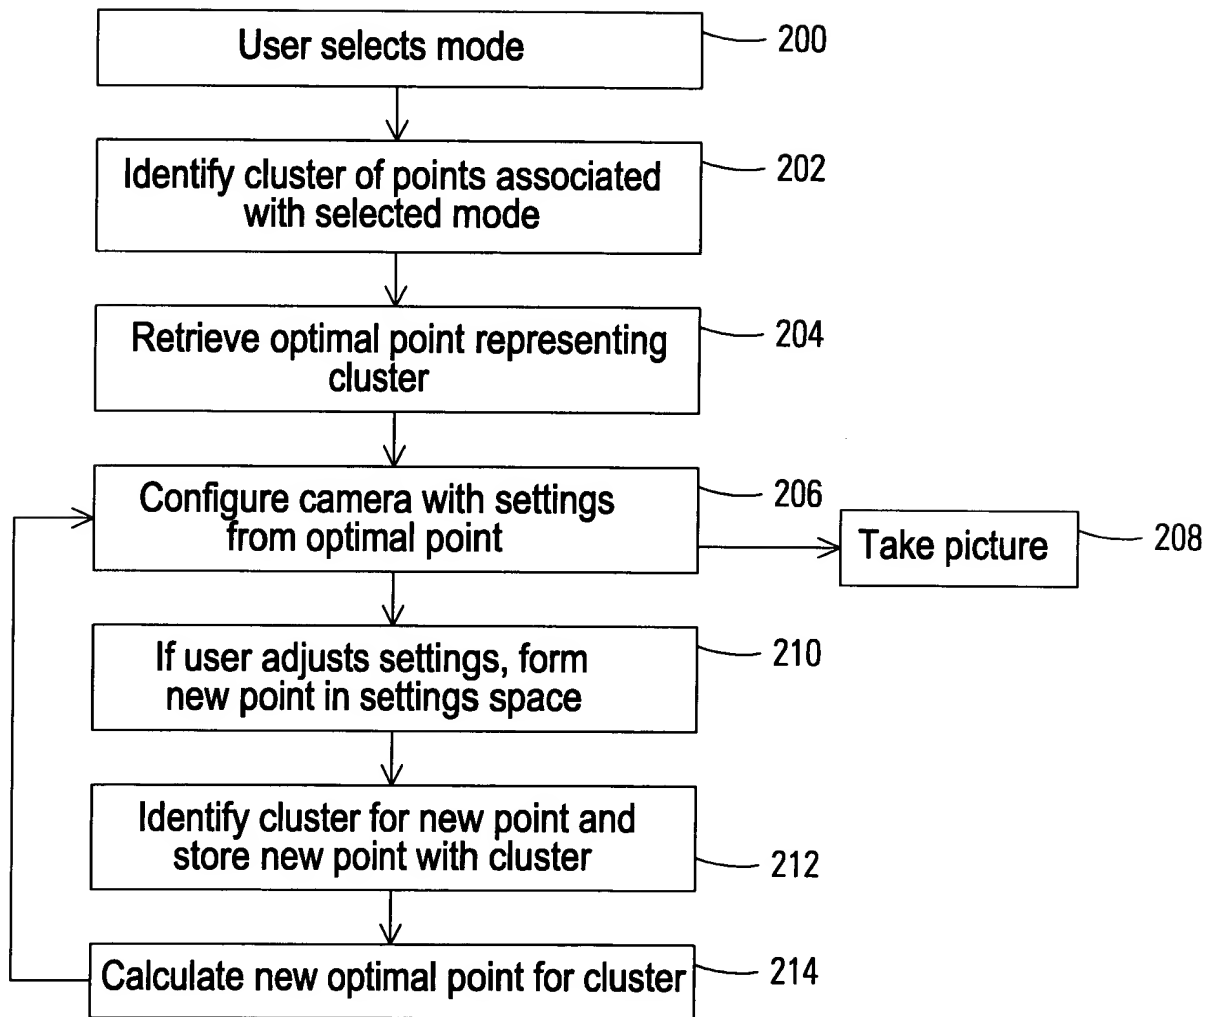 User selects mode
200
Identify cluster of points associated
with selected mode
202
Retrieve optimal point representing
cluster
204
Configure camera with settings
from optimal point
206
Take picture
208
If user adjusts settings, form
new point in settings space
210
Identify cluster for new point and
store new point with cluster
212
Calculate new optimal point for cluster
214